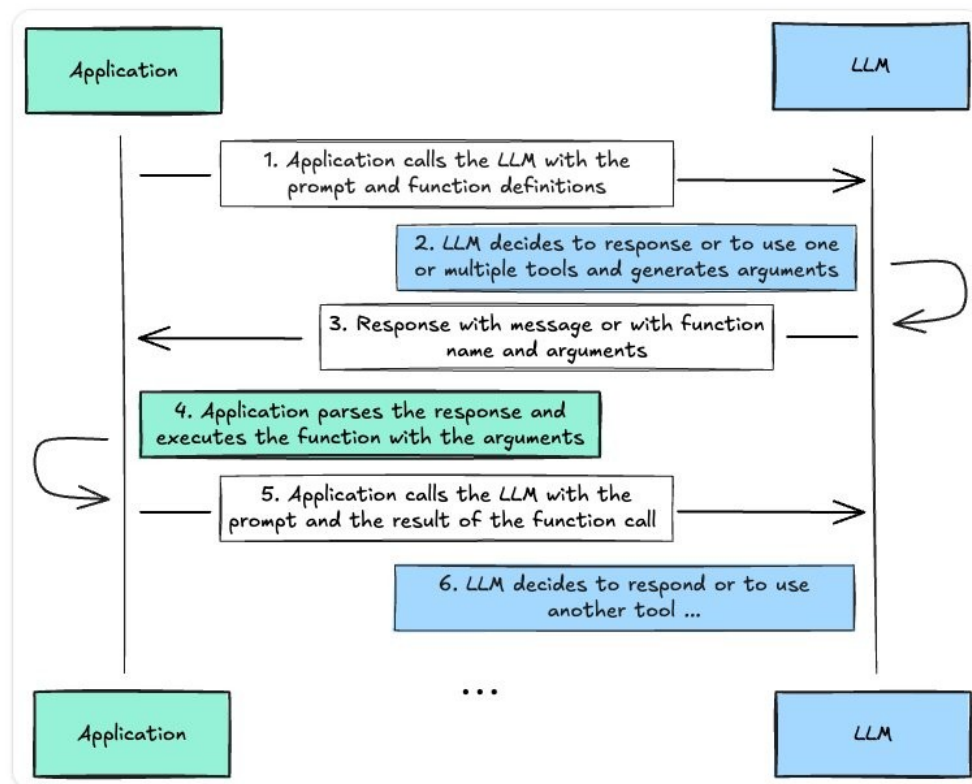 Application
LLM
1. Application calls the LLM with the
prompt and function definitions
2. LLM decides to response or to use one
or multiple tools and generates arguments
3. Response with message or with function
name and arguments
4. Application parses the response and
executes the function with the arguments
5. Application calls the LLM with the
prompt and the result of the function call
6. LLM decides to respond or to use
another tool ...
...
Application
LLM